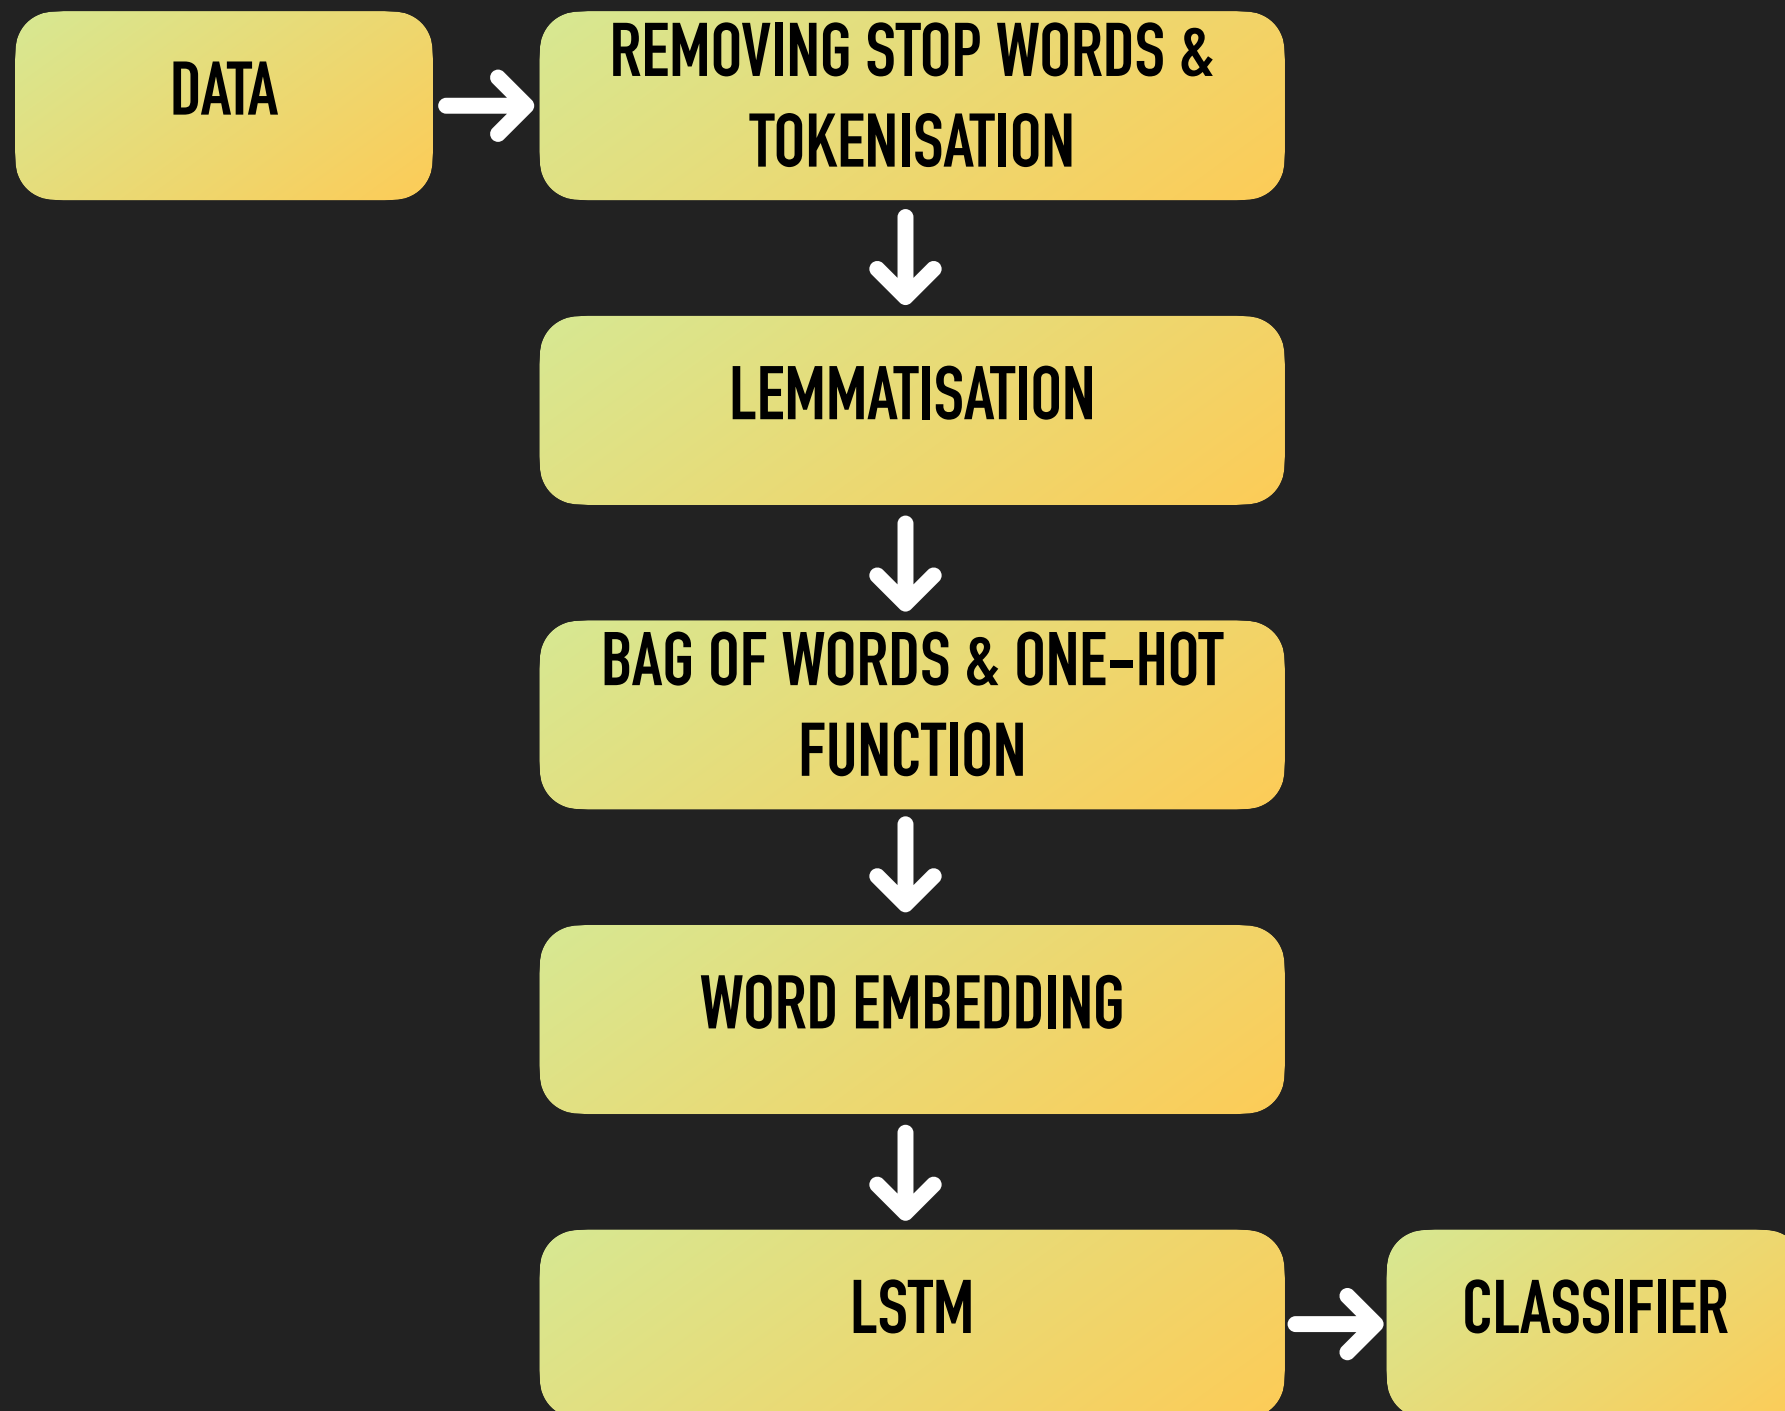 DATA
REMOVING STOP WORDS &
TOKENISATION
LEMMATISATION
BAG OF WORDS & ONE-HOT
FUNCTION
WORD EMBEDDING
LSTM
CLASSIFIER